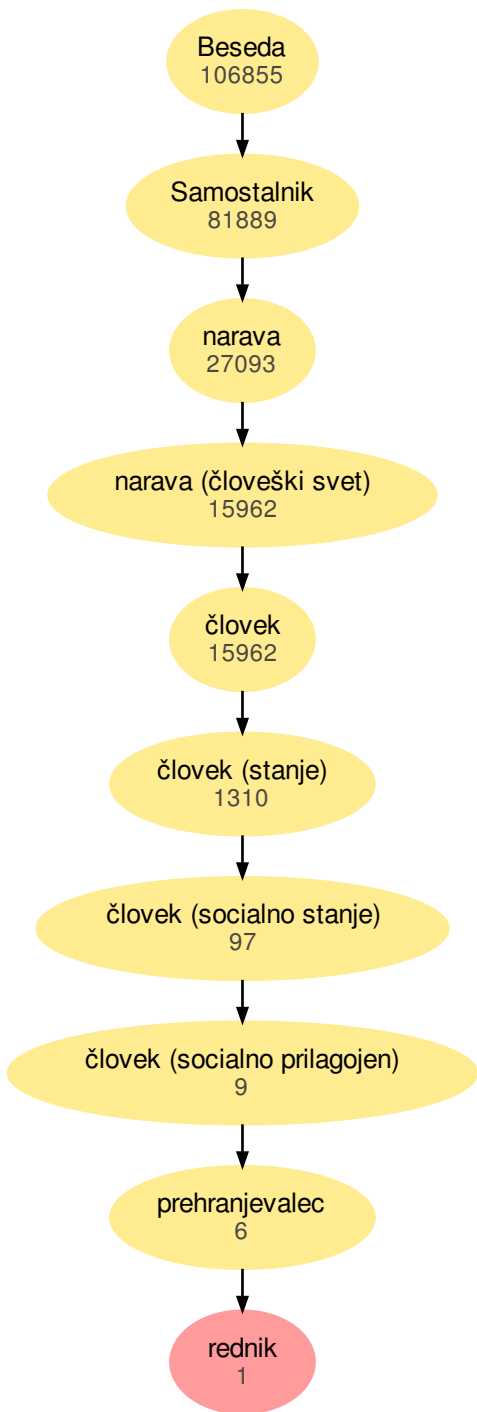 Beseda
106855
Samostalnik
81889
narava
27093
narava (človeški svet)
15962
človek
15962
človek (stanje)
1310
človek (socialno stanje)
97
človek (socialno prilagojen)
9
prehranjevalec
6
rednik
1